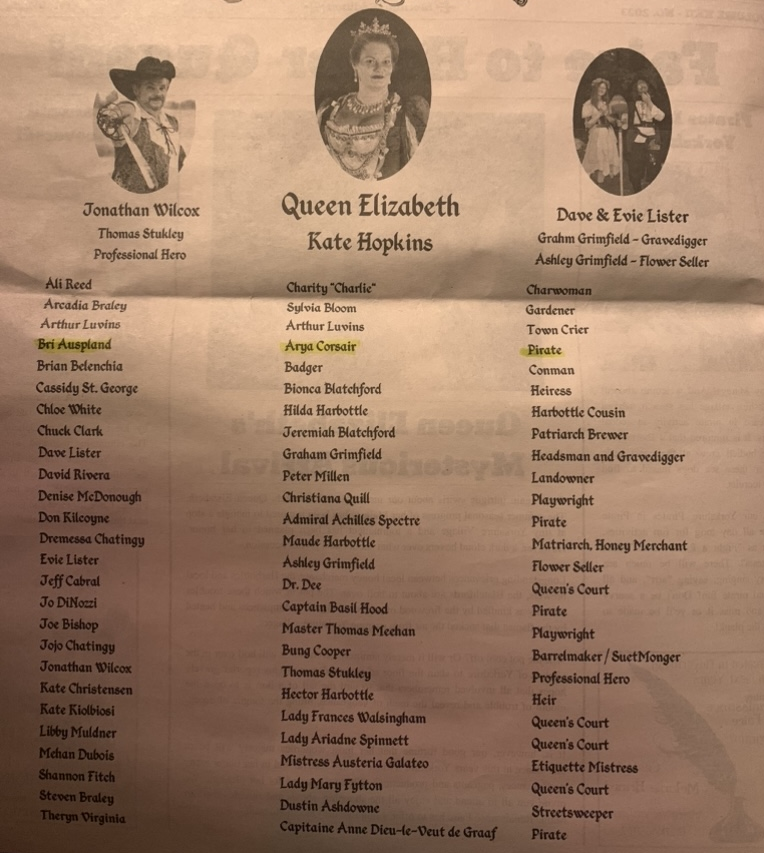 Jonathan Wilcox
Thomas Stukley
Professional Hero
Queen Elizabeth
Kate Hopkins
Dave & Evie Lister
Grahm Grimfield - Gravedigger
Ashley Grimfield - Flower Seller
Ali Reed Charity "Charlie" Charwoman
Arcadia Braley Sylvia Bloom Gardener
Arthur Luvins Arthur Luvins Town Crier
Bri Auspland Arya Corsair Pirate
Brian Belenchia Badger Conman
Cassidy St. George Bionca Blatchford Heiress
Chloe White Hilda Harbottle Harbottle Cousin
Chuck Clark Jeremiah Blatchford Patriarch Brewer
Dave Lister Graham Grimfield Headsman and Gravedigger
David Rivera Peter Millen Landowner
Denise McDonough Christiana Quill Playwright
Don Kilcoyne Admiral Achilles Spectre Pirate
Dremessa Chatingy Maude Harbottle Matriarch, Honey Merchant
Evie Lister Ashley Grimfield Flower Seller
Jeff Cabral Dr. Dee Queen's Court
Jo DiNozzi Captain Basil Hood Pirate
Joe Bishop Master Thomas Meehan Playwright
Jojo Chatingy Bung Cooper Barrelmaker / SuetMonger
Jonathan Wilcox Thomas Stukley Professional Hero
Kate Christensen Hector Harbottle Heir
Kate Kiolbiosi Lady Frances Walsingham Queen's Court
Libby Muldner Lady Ariadne Spinnett Queen's Court
Mehan Dubois Mistress Austeria Galateo Etiquette Mistress
Shannon Fitch Lady Mary Fytton Queen's Court
Steven Braley Dustin Ashdowne Streetsweeper
Theryn Virginia Capitaine Anne Dieu-le-Veut de Graaf Pirate